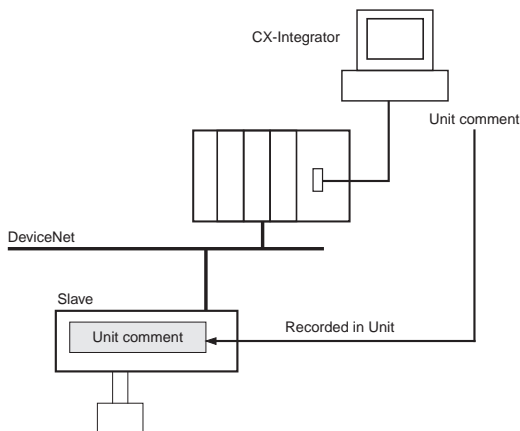 CX-Integrator
Unit comment
DeviceNet
Slave
Unit comment
Recorded in Unit